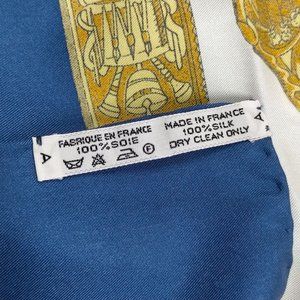 FABRIQUE EN FRANCE
100% SOIE
MADE IN FRANCE
100% SILK
DRY CLEAN ONLY
A
F
A